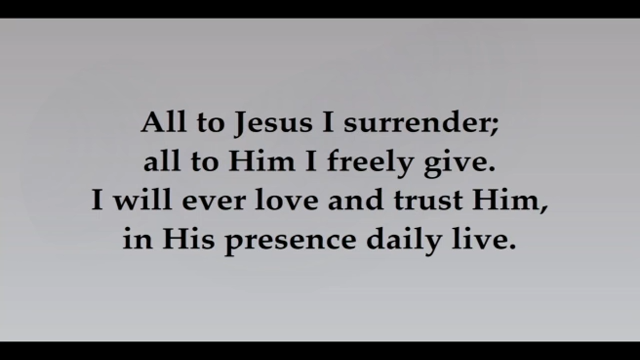 All to Jesus I surrender;
all to Him I freely give.
I will ever love and trust Him,
in His presence daily live.